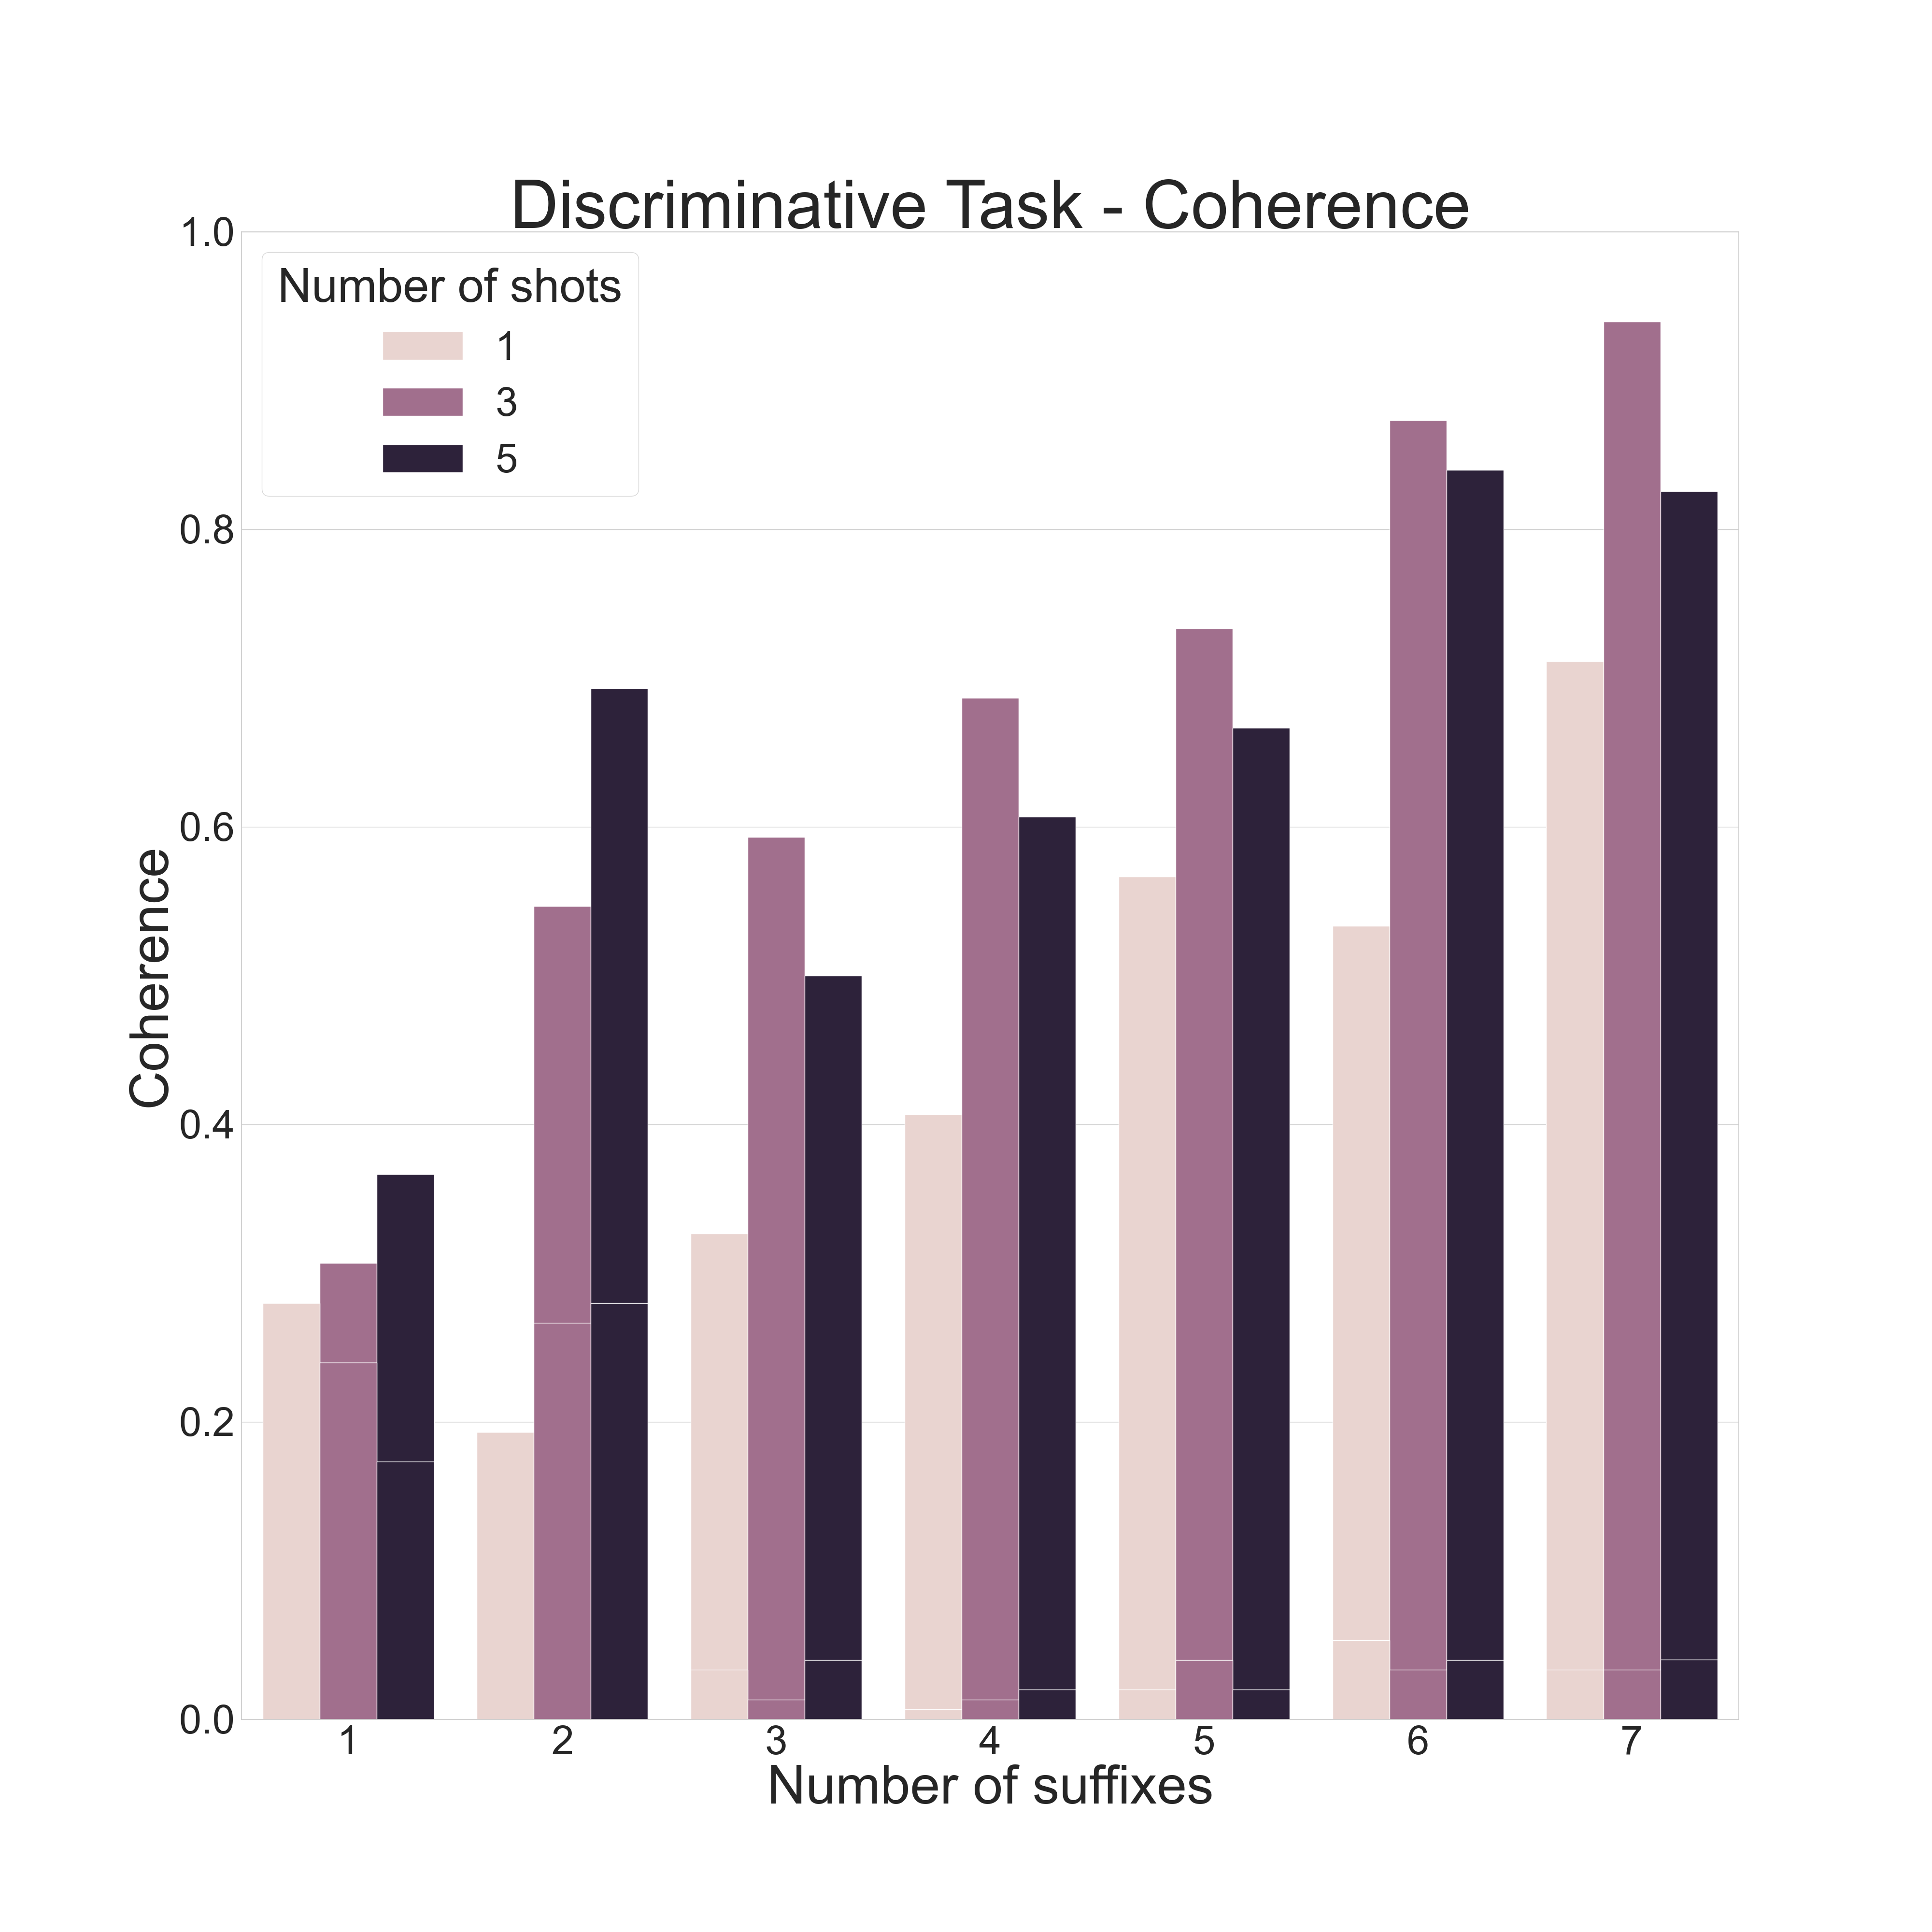 Discriminative Task - Coherence
Number of shots
1
3
5
1.0
0.8
0.6
0.4
0.2
0.0
Coherence
1 2 3 4 5 6 7
Number of suffixes